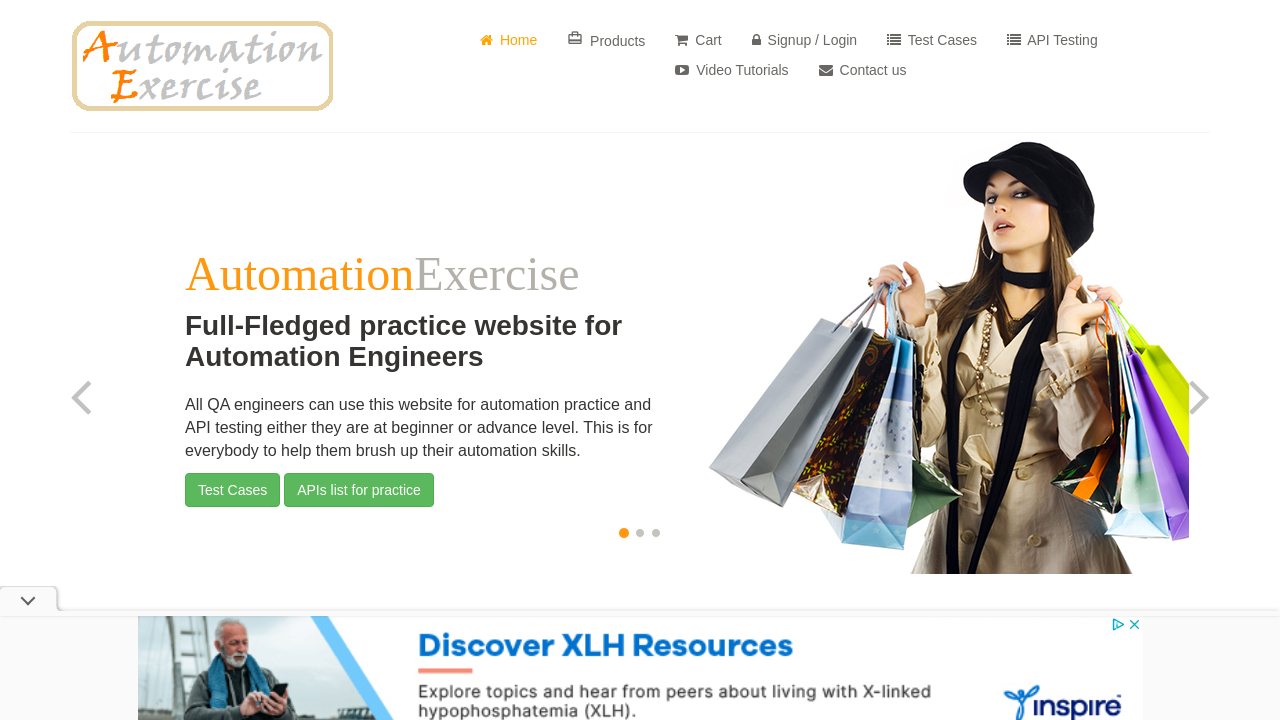 Automation
Exercise
Home
Products
Cart
Signup / Login
Test Cases
API Testing
Video Tutorials
Contact us
AutomationExercise
Full-Fledged practice website for
Automation Engineers
All QA engineers can use this website for automation practice and
API testing either they are at beginner or advance level. This is for
everybody to help them brush up their automation skills.
Test Cases
APIs list for practice
Discover XLH Resources
Explore topics and hear from peers about living with X-linked
hypophosphatemia (XLH).
inspire